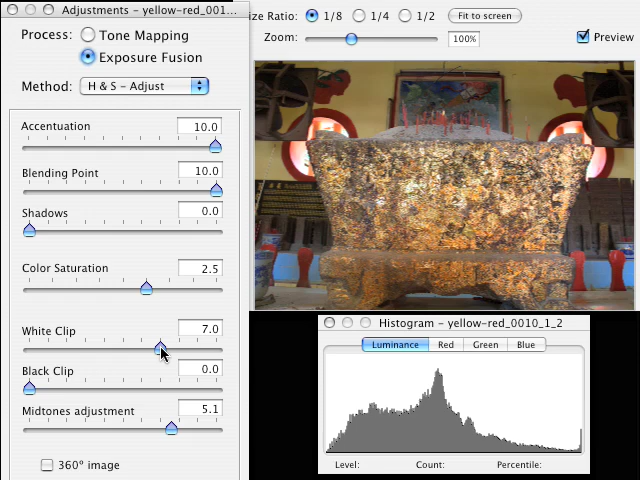 Adjustments - yellow-red_001...
ize Ratio: 1/8 1/4 1/2 Fit to screen
Process: Tone Mapping
Zoom: 100% Preview
Exposure Fusion
Method: H & S - Adjust
Accentuation 10.0
Blending Point 10.0
Shadows 0.0
Color Saturation 2.5
White Clip 7.0
Black Clip 0.0
Midtones adjustment 5.1
360° image
Histogram - yellow-red_0010_1_2
Luminance Red Green Blue
Level: Count: Percentile: